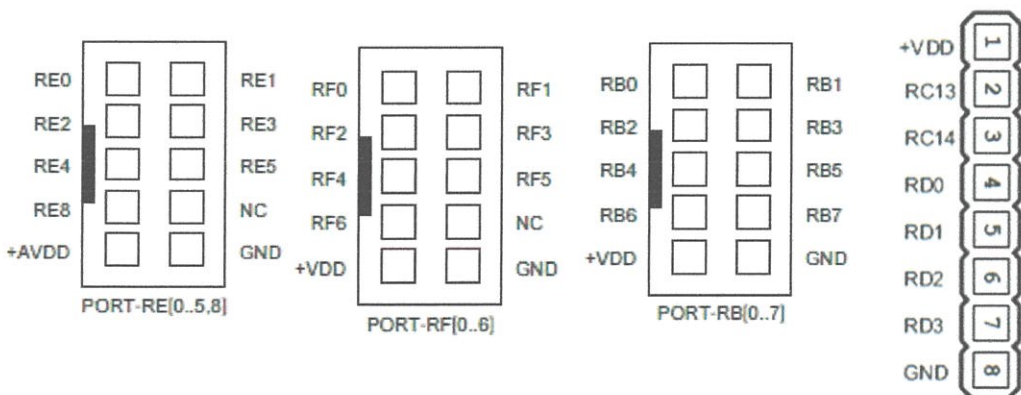 RE0 RE1
RE2 RE3
RE4 RE5
RE8 NC
+AVDD GND
PORT-RE[0..5,8]
RF0 RF1
RF2 RF3
RF4 RF5
RF6 NC
+VDD GND
PORT-RF[0..6]
RB0 RB1
RB2 RB3
RB4 RB5
RB6 RB7
+VDD GND
PORT-RB[0..7]
+VDD 1
RC13 2
RC14 3
RD0 4
RD1 5
RD2 6
RD3 7
GND 8